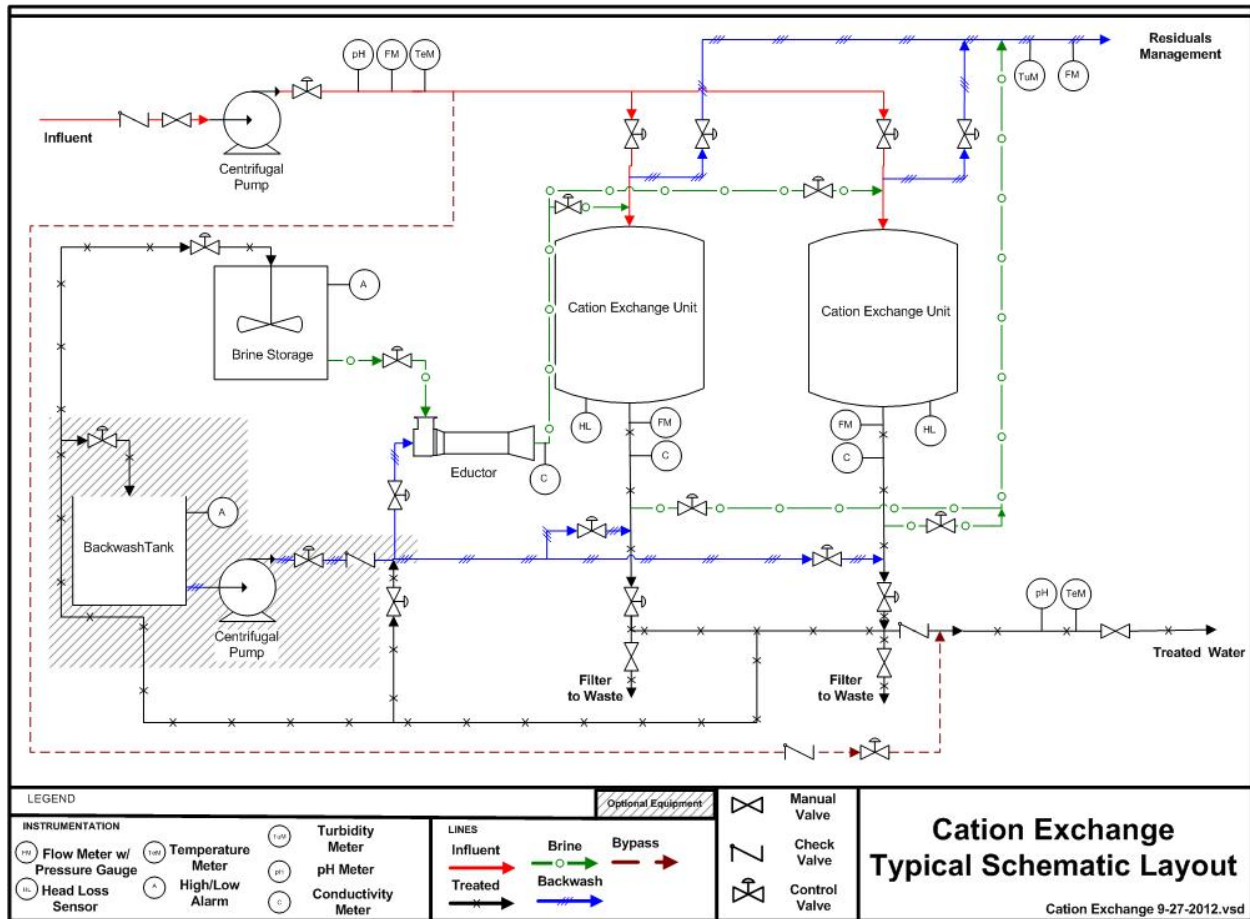 pH
FM
TeM
Residuals
Management
TuM
FM
Influent
Centrifugal
Pump
Cation Exchange Unit
Cation Exchange Unit
A
Brine Storage
HL
FM
C
FM
HL
C
Eductor
C
A
BackwashTank
Centrifugal
Pump
pH
TeM
Treated Water
Filter
to Waste
Filter
to Waste
LEGEND
Optional Equipment
INSTRUMENTATION
FM
Flow Meter w/
Pressure Gauge
HL
Head Loss
Sensor
TeM
Temperature
Meter
A
High/Low
Alarm
TuM
Turbidity
Meter
pH
pH Meter
C
Conductivity
Meter
LINES
Influent
Brine
Bypass
Treated
Backwash
Manual
Valve
Check
Valve
Control
Valve
Cation Exchange
Typical Schematic Layout
Cation Exchange 9-27-2012.vsd